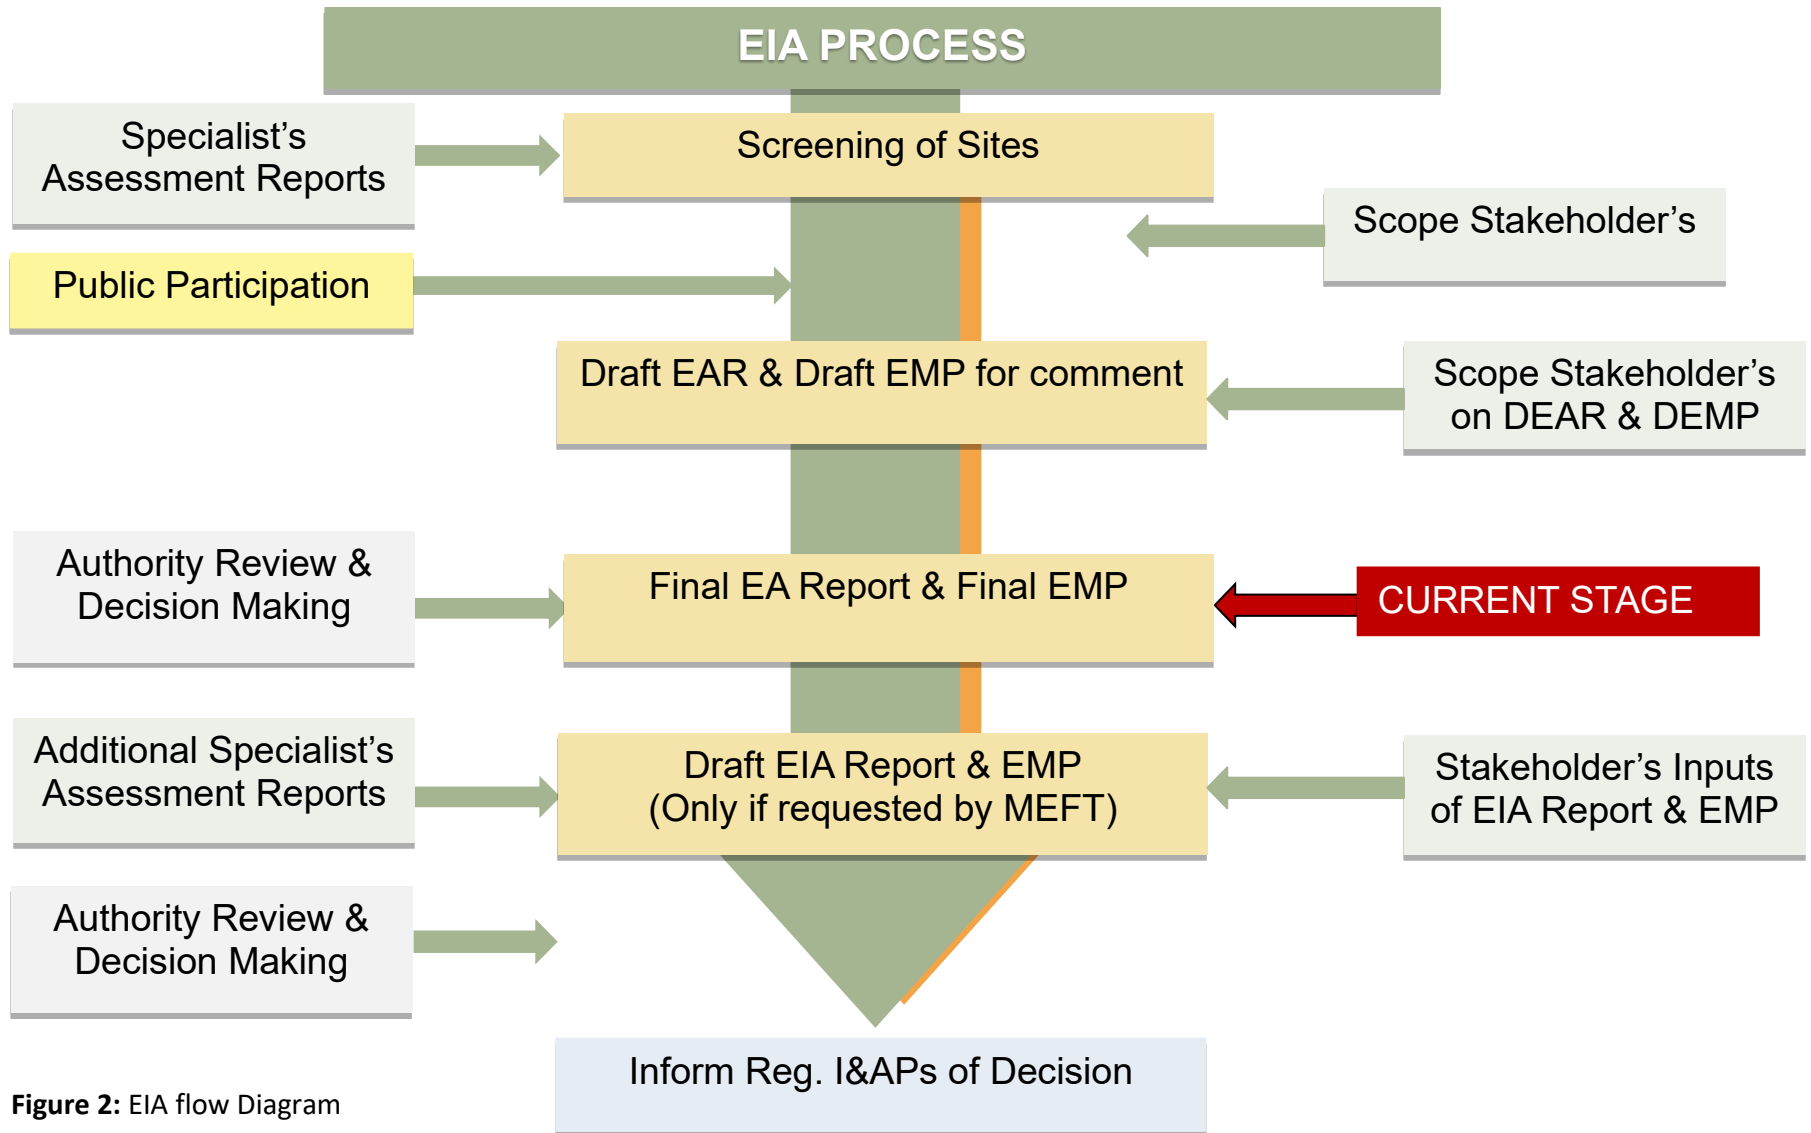 EIA PROCESS
Specialist’s
Assessment Reports
Screening of Sites
Scope Stakeholder’s
Public Participation
Draft EAR & Draft EMP for comment
Scope Stakeholder’s
on DEAR & DEMP
Authority Review &
Decision Making
Final EA Report & Final EMP
CURRENT STAGE
Additional Specialist’s
Assessment Reports
Draft EIA Report & EMP
(Only if requested by MEFT)
Stakeholder’s Inputs
of EIA Report & EMP
Authority Review &
Decision Making
Inform Reg. I&APs of Decision
Figure 2: EIA flow Diagram